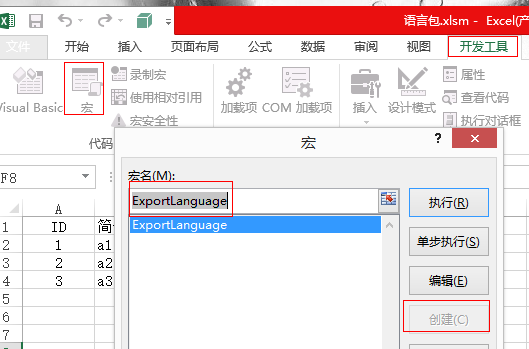 语言包.xlsm - Excel(产
文件 开始 插入 页面布局 公式 数据 审阅 视图 开发工具
Visual Basic 宏 录制宏 使用相对引用 宏安全性 加载项 COM 加载项 插入 设计模式 属性 查看代码 执行对话框
代码
宏
? ×
F8
宏名(M):
ExportLanguage
执行(R)
A
1 ID 简
ExportLanguage
2 1 a1
单步执行(S)
3 2 a2
4 3 a3
编辑(E)
5
6
创建(C)
7